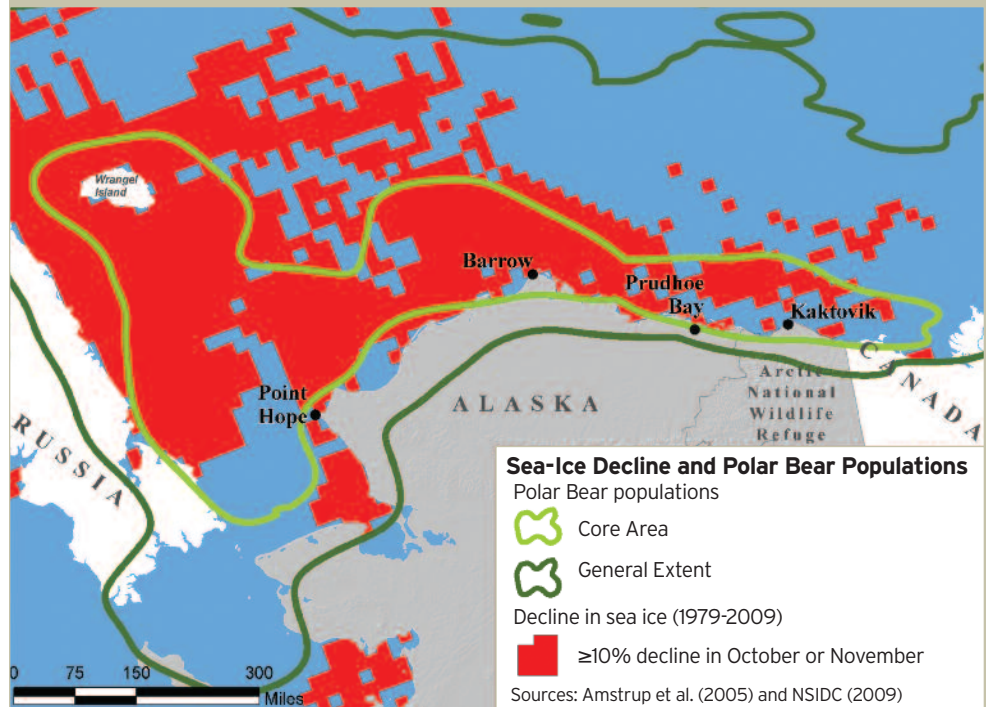 Wrangel
Island
Barrow
Prudhoe
Bay
Kaktovik
Point
Hope
ALASKA
Arctic
National
Wildlife
Refuge
CANADA
RUSSIA
Sea-Ice Decline and Polar Bear Populations
Polar Bear populations
Core Area
General Extent
Decline in sea ice (1979-2009)
≥10% decline in October or November
Sources: Amstrup et al. (2005) and NSIDC (2009)
0 75 150 300
Miles